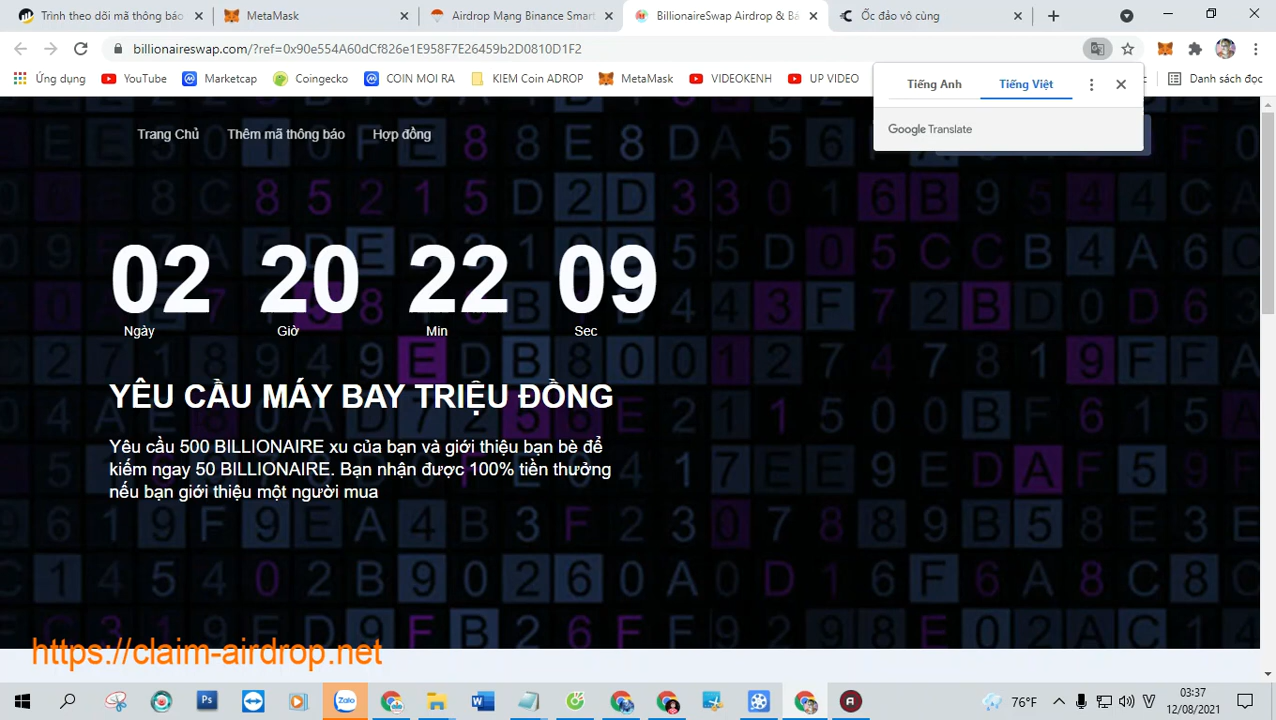 Trình theo dõi mã thông báo
MetaMask
Airdrop Mạng Binance Smart
BillionaireSwap Airdrop & Bá
Ốc đảo vô cùng
billionaireswap.com/?ref=0x90e554A60dCf826e1E958F7E26459b2D0810D1F2
Ứng dụng
YouTube
Marketcap
Coingecko
COIN MOI RA
KIEM Coin ADROP
MetaMask
VIDEOKENH
UP VIDEO
Danh sách đọc
Tiếng Anh
Tiếng Việt
Google Translate
Trang Chủ
Thêm mã thông báo
Hợp đồng
02 20 22 09
Ngày Giờ Min Sec
YÊU CẦU MÁY BAY TRIỆU ĐỒNG
Yêu cầu 500 BILLIONAIRE xu của bạn và giới thiệu bạn bè để
kiếm ngay 50 BILLIONAIRE. Bạn nhận được 100% tiền thưởng
nếu bạn giới thiệu một người mua
https://claim-airdrop.net
Zalo
76°F
03:37
12/08/2021